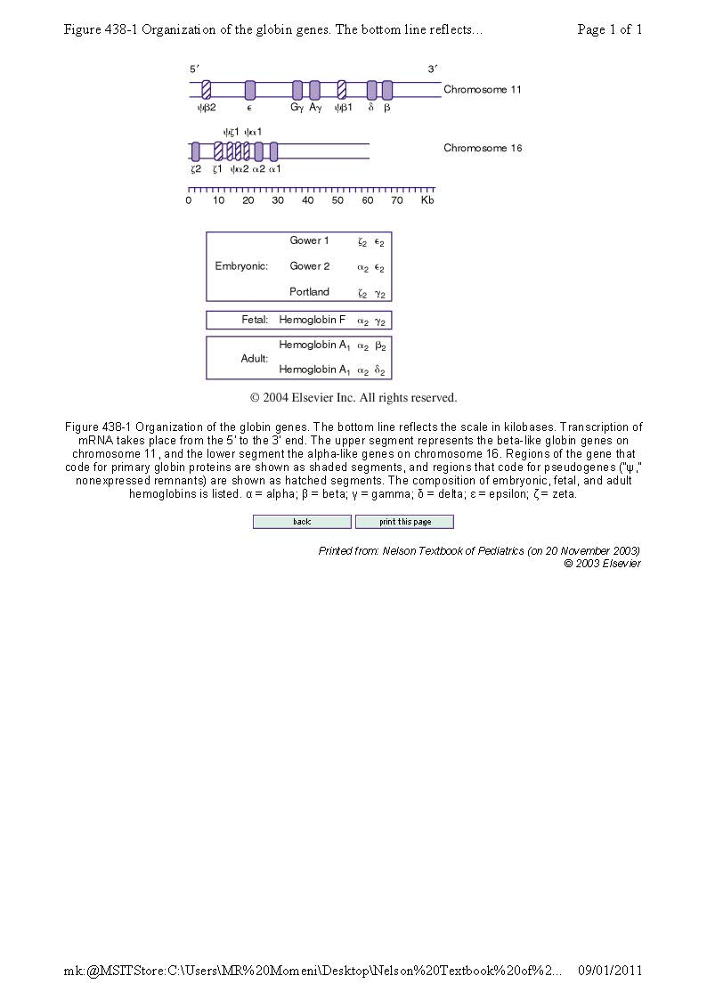 Figure 438-1 Organization of the globin genes. The bottom line reflects... Page 1 of 1
5′ 3′
Chromosome 11
ψβ2 ϵ Gγ Aγ ψβ1 δ β
ψζ1 ψα1
Chromosome 16
ζ2 ζ1 ψα2 α2 α1
0 10 20 30 40 50 60 70 Kb
Gower 1 ζ2 ϵ2
Embryonic: Gower 2 α2 ϵ2
Portland ζ2 γ2
Fetal: Hemoglobin F α2 γ2
Hemoglobin A1 α2 β2
Adult:
Hemoglobin A1 α2 δ2
© 2004 Elsevier Inc. All rights reserved.
Figure 438-1 Organization of the globin genes. The bottom line reflects the scale in kilobases. Transcription of
mRNA takes place from the 5' to the 3' end. The upper segment represents the beta-like globin genes on
chromosome 11, and the lower segment the alpha-like genes on chromosome 16. Regions of the gene that
code for primary globin proteins are shown as shaded segments, and regions that code for pseudogenes ("ψ,"
nonexpressed remnants) are shown as hatched segments. The composition of embryonic, fetal, and adult
hemoglobins is listed. α = alpha; β = beta; γ = gamma; δ = delta; ε = epsilon; ζ = zeta.
back print this page
Printed from: Nelson Textbook of Pediatrics (on 20 November 2003)
© 2003 Elsevier
mk:@MSITStore:C:\Users\MR%20Momeni\Desktop\Nelson%20Textbook%20of%2... 09/01/2011